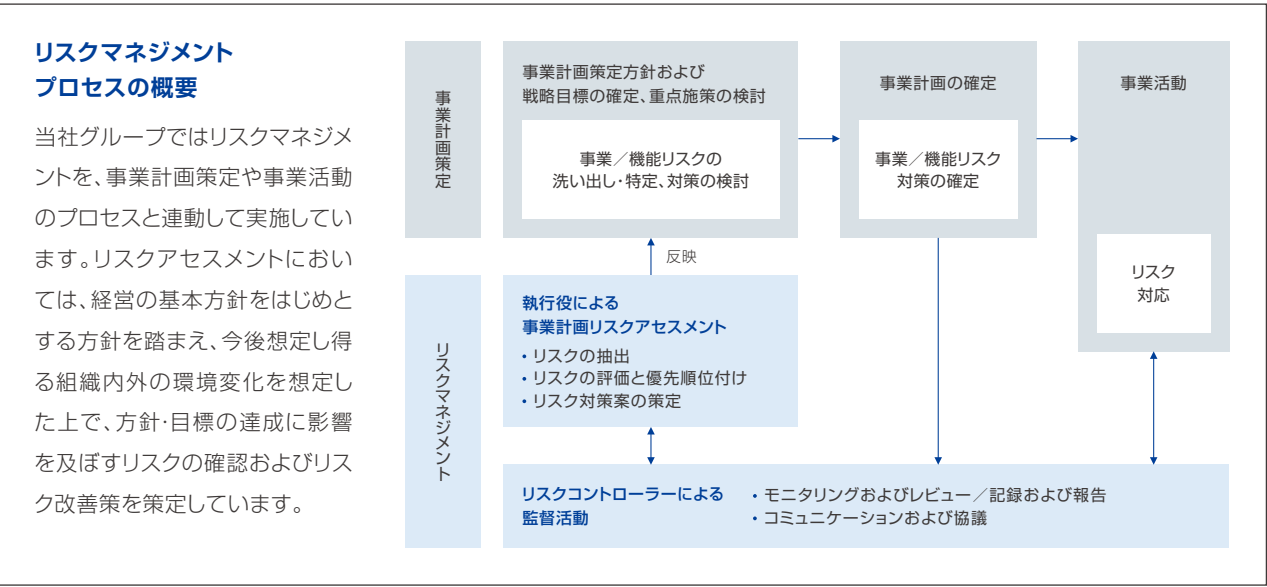 リスクマネジメント
プロセスの概要
当社グループではリスクマネジメ
ントを、事業計画策定や事業活動
のプロセスと連動して実施してい
ます。リスクアセスメントにおい
ては、経営の基本方針をはじめと
する方針を踏まえ、今後想定し得
る組織内外の環境変化を想定し
た上で、方針・目標の達成に影響
を及ぼすリスクの確認およびリス
ク改善策を策定しています。
事業計画策定
事業計画策定方針および
戦略目標の確定、重点施策の検討
事業／機能リスクの
洗い出し・特定、対策の検討
事業計画の確定
事業／機能リスク
対策の確定
事業活動
リスク
対応
反映
リスクマネジメント
執行役による
事業計画リスクアセスメント
・リスクの抽出
・リスクの評価と優先順位付け
・リスク対策案の策定
リスクコントローラーによる
監督活動
・モニタリングおよびレビュー／記録および報告
・コミュニケーションおよび協議